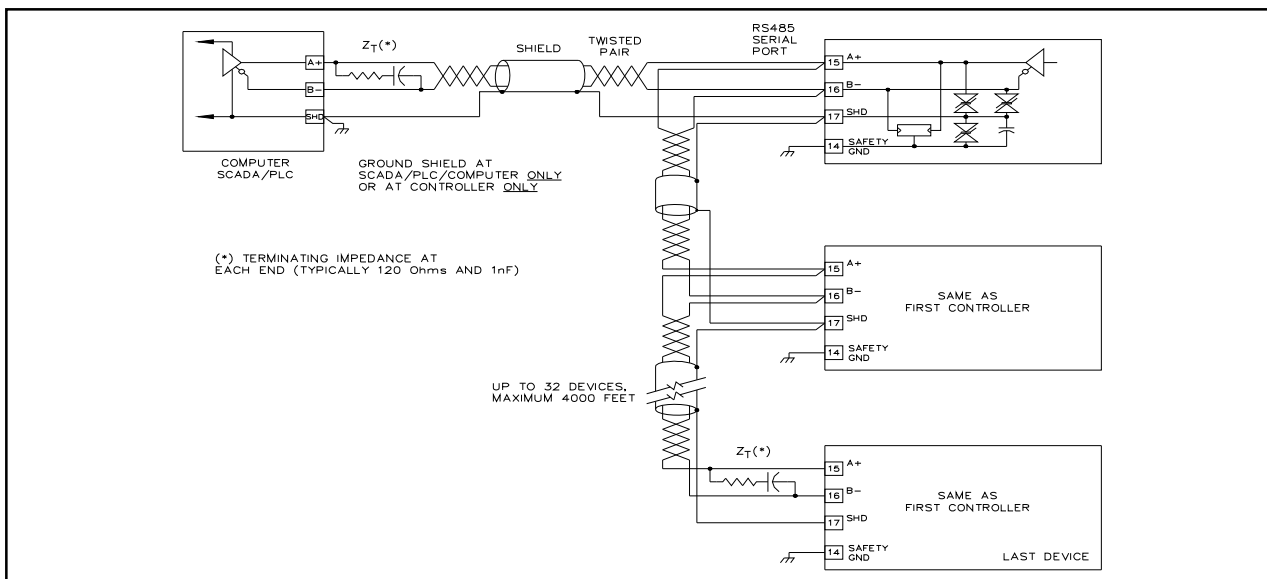 Z_T(*)
SHIELD
TWISTED
PAIR
RS485
SERIAL
PORT
A+
B-
SHD
COMPUTER
SCADA/PLC
GROUND SHIELD AT
SCADA/PLC/COMPUTER ONLY
OR AT CONTROLLER ONLY
(*) TERMINATING IMPEDANCE AT
EACH END (TYPICALLY 120 Ohms AND 1nF)
15 A+
16 B-
17 SHD
14 SAFETY
GND
15 A+
16 B-
17 SHD
14 SAFETY
GND
SAME AS
FIRST CONTROLLER
UP TO 32 DEVICES,
MAXIMUM 4000 FEET
Z_T(*)
15 A+
16 B-
17 SHD
14 SAFETY
GND
SAME AS
FIRST CONTROLLER
LAST DEVICE